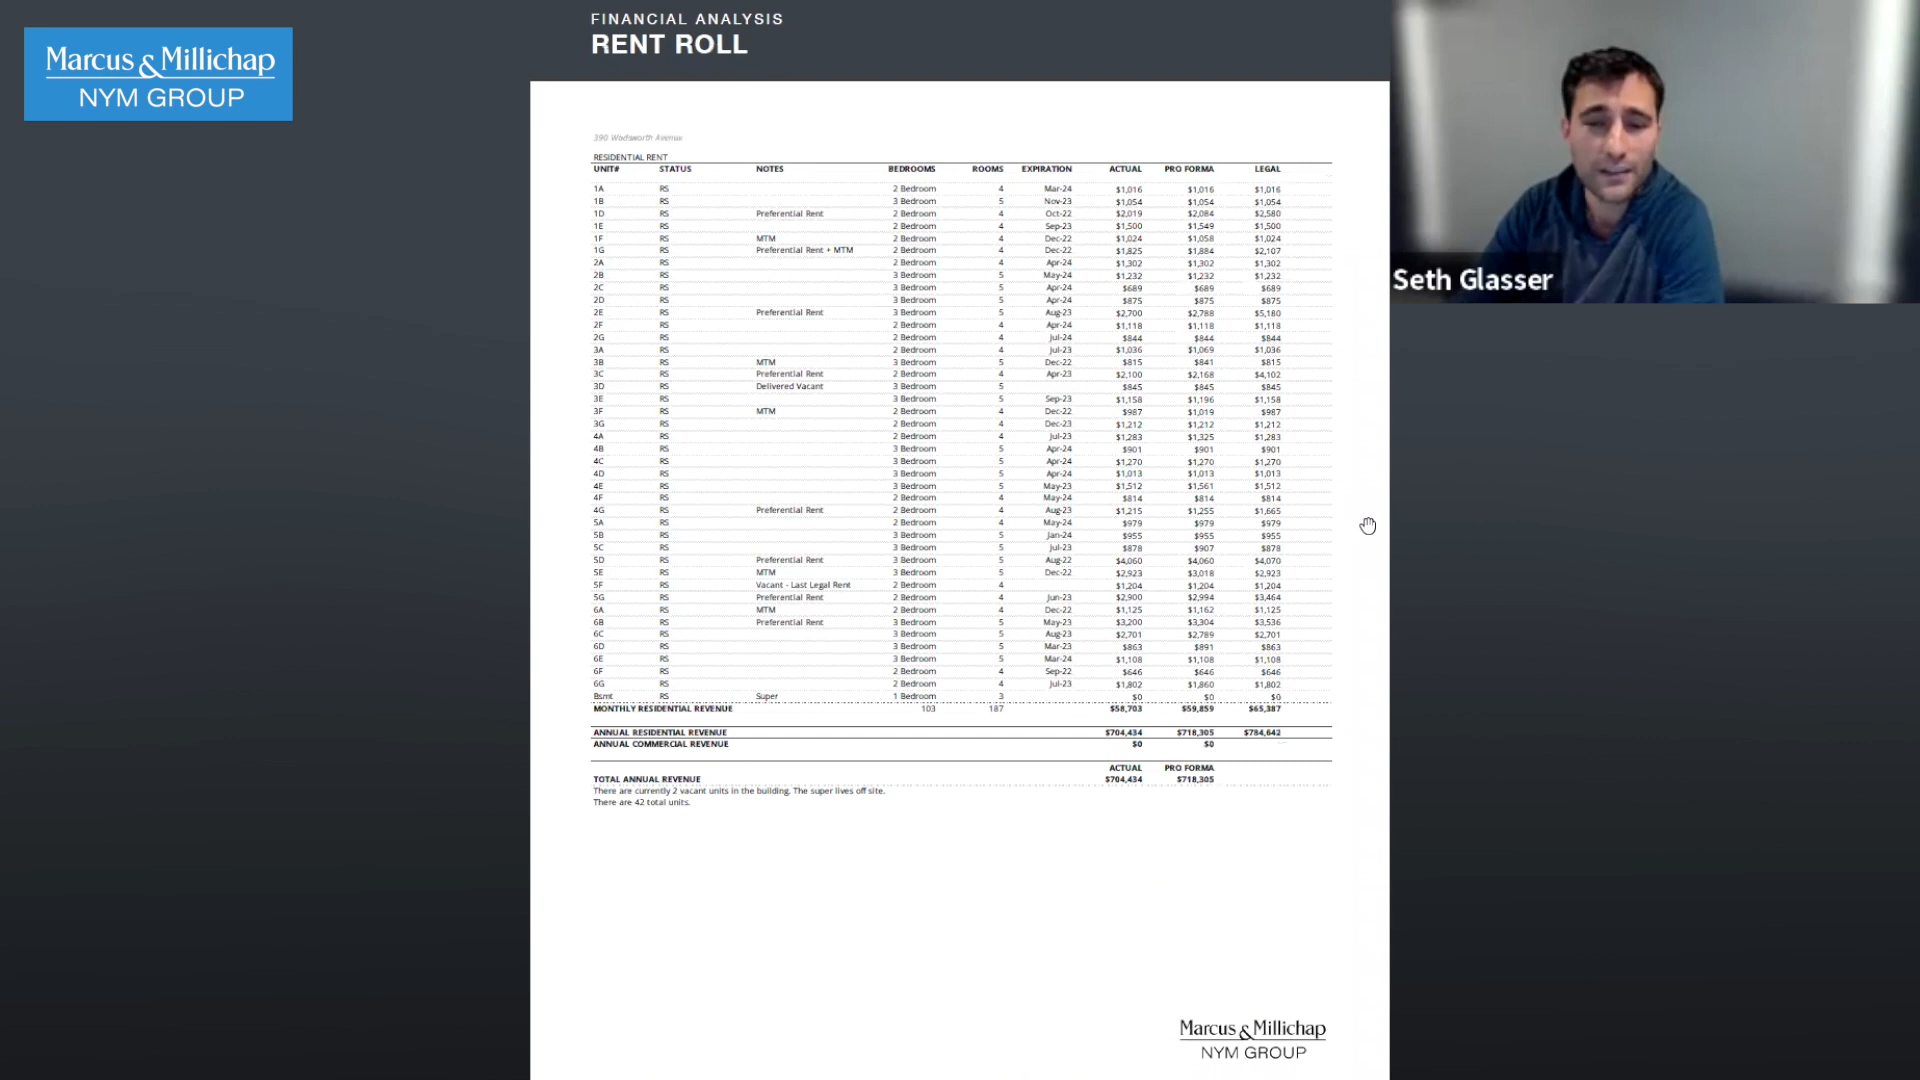 Marcus & Millichap
NYM GROUP
FINANCIAL ANALYSIS
RENT ROLL
Seth Glasser
390 Wadsworth Avenue
RESIDENTIAL RENT
UNIT# STATUS NOTES BEDROOMS ROOMS EXPIRATION ACTUAL PRO FORMA LEGAL
1A RS 2 Bedroom 4 Mar-24 $1,016 $1,016 $1,016
1B RS 3 Bedroom 5 Nov-23 $1,054 $1,054 $1,054
1D RS Preferential Rent 2 Bedroom 4 Oct-22 $2,019 $2,084 $2,580
1E RS 2 Bedroom 4 Sep-23 $1,500 $1,549 $1,500
1F RS MTM 2 Bedroom 4 Dec-22 $1,024 $1,058 $1,024
1G RS Preferential Rent + MTM 2 Bedroom 4 Dec-22 $1,825 $1,884 $2,107
2A RS 2 Bedroom 4 Apr-24 $1,302 $1,302 $1,302
2B RS 3 Bedroom 5 May-24 $1,232 $1,232 $1,232
2C RS 3 Bedroom 5 Apr-24 $689 $689 $689
2D RS 3 Bedroom 5 Apr-24 $875 $875 $875
2E RS Preferential Rent 3 Bedroom 5 Aug-23 $2,700 $2,788 $5,180
2F RS 2 Bedroom 4 Apr-24 $1,118 $1,118 $1,118
2G RS 2 Bedroom 4 Jul-24 $844 $844 $844
3A RS 2 Bedroom 4 Jul-23 $1,036 $1,069 $1,036
3B RS MTM 3 Bedroom 5 Dec-22 $815 $841 $815
3C RS Preferential Rent 2 Bedroom 4 Apr-23 $2,100 $2,168 $4,102
3D RS Delivered Vacant 3 Bedroom 5 $845 $845 $845
3E RS 3 Bedroom 5 Sep-23 $1,158 $1,196 $1,158
3F RS MTM 2 Bedroom 4 Dec-22 $987 $1,019 $987
3G RS 2 Bedroom 4 Dec-23 $1,212 $1,212 $1,212
4A RS 2 Bedroom 4 Jul-23 $1,283 $1,325 $1,283
4B RS 3 Bedroom 5 Apr-24 $901 $901 $901
4C RS 3 Bedroom 5 Apr-24 $1,270 $1,270 $1,270
4D RS 3 Bedroom 5 Apr-24 $1,013 $1,013 $1,013
4E RS 3 Bedroom 5 May-23 $1,512 $1,561 $1,512
4F RS 2 Bedroom 4 May-24 $814 $814 $814
4G RS Preferential Rent 2 Bedroom 4 Aug-23 $1,215 $1,255 $1,665
5A RS 2 Bedroom 4 May-24 $979 $979 $979
5B RS 3 Bedroom 5 Jan-24 $955 $955 $955
5C RS 3 Bedroom 5 Jul-23 $878 $907 $878
5D RS Preferential Rent 3 Bedroom 5 Aug-22 $4,060 $4,060 $4,070
5E RS MTM 3 Bedroom 5 Dec-22 $2,923 $3,018 $2,923
5F RS Vacant - Last Legal Rent 2 Bedroom 4 $1,204 $1,204 $1,204
5G RS Preferential Rent 2 Bedroom 4 Jun-23 $2,900 $2,994 $3,464
6A RS MTM 2 Bedroom 4 Dec-22 $1,125 $1,162 $1,125
6B RS Preferential Rent 3 Bedroom 5 May-23 $3,200 $3,304 $3,536
6C RS 3 Bedroom 5 Aug-23 $2,701 $2,789 $2,701
6D RS 3 Bedroom 5 Mar-23 $863 $891 $863
6E RS 3 Bedroom 5 Mar-24 $1,108 $1,108 $1,108
6F RS 2 Bedroom 4 Sep-22 $646 $646 $646
6G RS 2 Bedroom 4 Jul-23 $1,802 $1,860 $1,802
Bsmt RS Super 1 Bedroom 3 $0 $0 $0
MONTHLY RESIDENTIAL REVENUE 103 187 $58,703 $59,859 $65,387
ANNUAL RESIDENTIAL REVENUE $704,434 $718,305 $784,642
ANNUAL COMMERCIAL REVENUE $0 $0
ACTUAL PRO FORMA
TOTAL ANNUAL REVENUE $704,434 $718,305
There are currently 2 vacant units in the building. The super lives off site.
There are 42 total units.
Marcus & Millichap
NYM GROUP